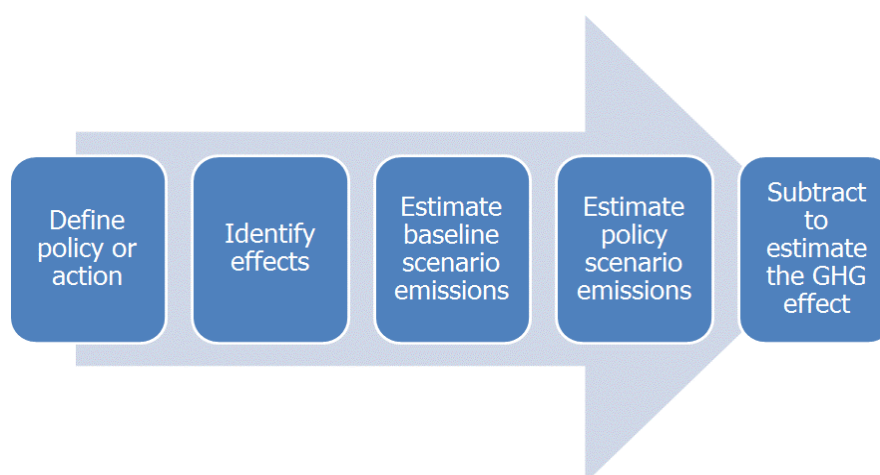 Define
policy or
action
Identify
effects
Estimate
baseline
scenario
emissions
Estimate
policy
scenario
emissions
Subtract
to
estimate
the GHG
effect